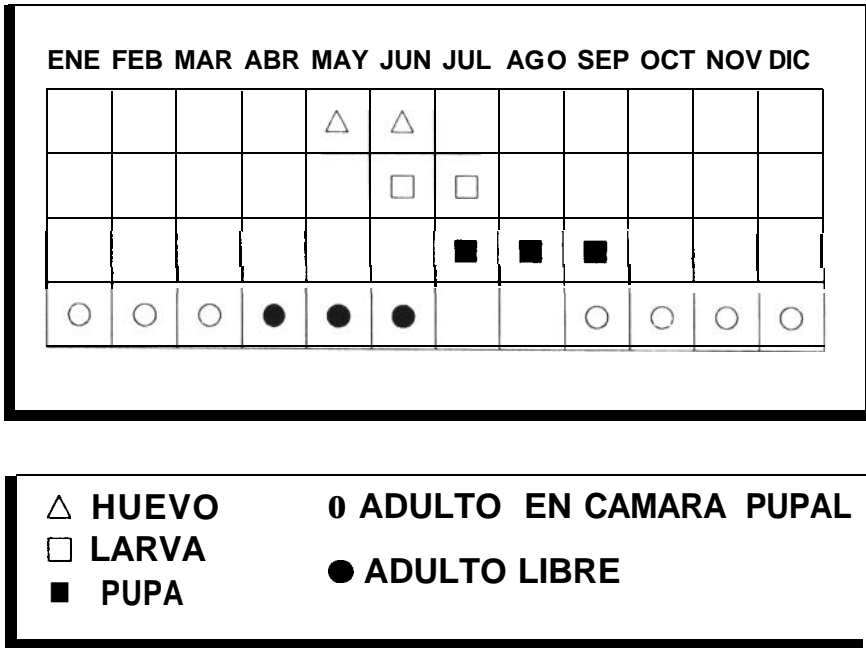 ENE FEB MAR ABR MAY JUN JUL AGO SEP OCT NOV DIC
△ HUEVO
□ LARVA
■ PUPA
0 ADULTO EN CAMARA PUPAL
● ADULTO LIBRE